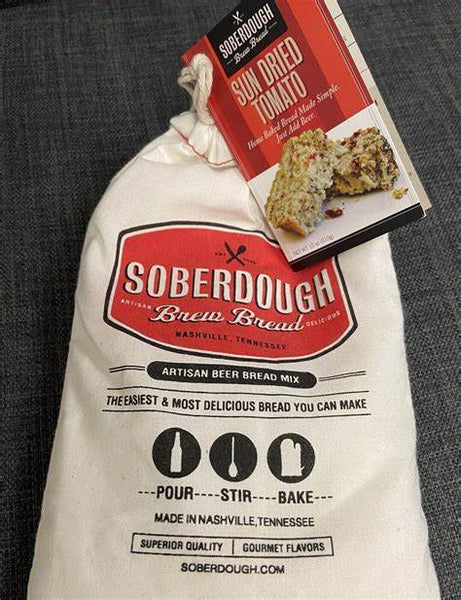 SOBERDOUGH
Brew Bread
SUN DRIED
TOMATO
Home Baked Bread Made Simple.
Just Add Beer.
SOBERDOUGH
ARTISAN Brew Bread DELICIOUS
NASHVILLE, TENNESSEE
ARTISAN BEER BREAD MIX
THE EASIEST & MOST DELICIOUS BREAD YOU CAN MAKE
---POUR----STIR---BAKE---
MADE IN NASHVILLE, TENNESSEE
SUPERIOR QUALITY | GOURMET FLAVORS
SOBERDOUGH.COM